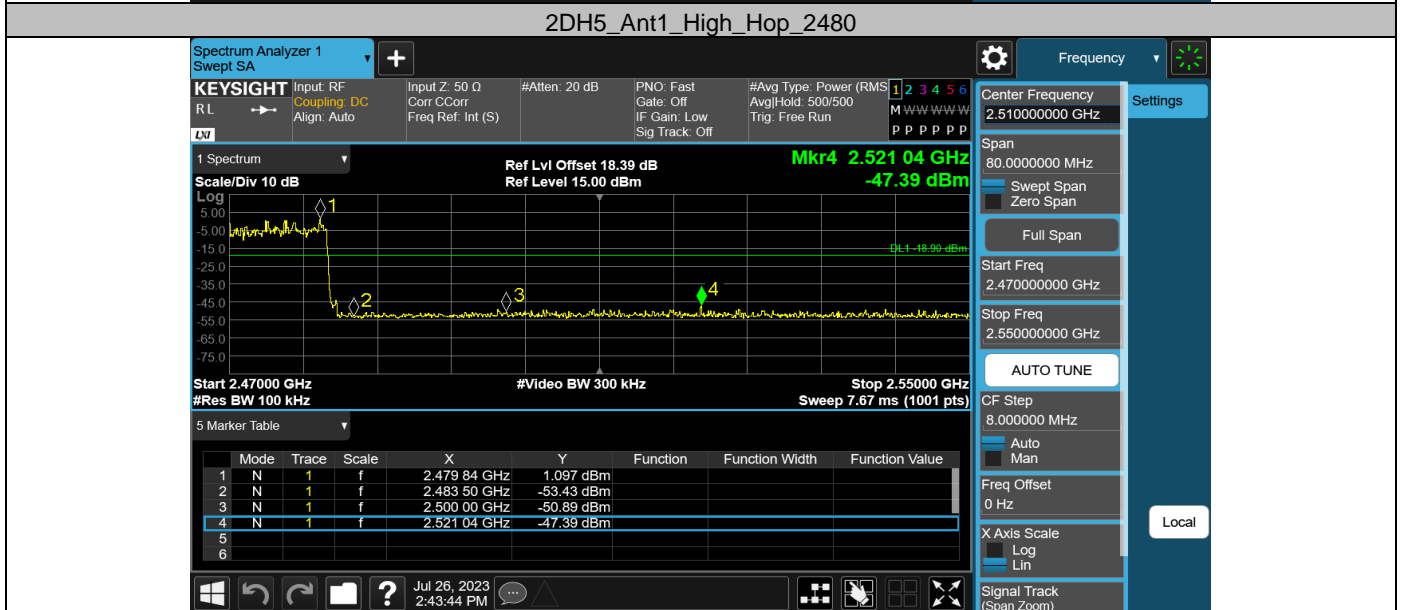 2DH5_Ant1_High_Hop_2480
Spectrum Analyzer 1
Swept SA
Frequency
KEYSIGHT
RL
LXI
Input: RF
Coupling: DC
Align: Auto
Input Z: 50 Ω
Corr CCorr
Freq Ref: Int (S)
#Atten: 20 dB
PNO: Fast
Gate: Off
IF Gain: Low
Sig Track: Off
#Avg Type: Power (RMS
Avg|Hold: 500/500
Trig: Free Run
1 2 3 4 5 6
M W W W W W
P P P P P P
1 Spectrum
Scale/Div 10 dB
Ref Lvl Offset 18.39 dB
Ref Level 15.00 dBm
Mkr4 2.521 04 GHz
-47.39 dBm
Log
5.00
-5.00
-15.0
-25.0
-35.0
-45.0
-55.0
-65.0
-75.0
1
2
3
4
DL1 -18.90 dBm
Start 2.47000 GHz
#Res BW 100 kHz
#Video BW 300 kHz
Stop 2.55000 GHz
Sweep 7.67 ms (1001 pts)
5 Marker Table
Mode Trace Scale X Y Function Function Width Function Value
1 N 1 f 2.479 84 GHz 1.097 dBm
2 N 1 f 2.483 50 GHz -53.43 dBm
3 N 1 f 2.500 00 GHz -50.89 dBm
4 N 1 f 2.521 04 GHz -47.39 dBm
5
6
Jul 26, 2023
2:43:44 PM
Center Frequency
2.510000000 GHz
Span
80.0000000 MHz
Swept Span
Zero Span
Full Span
Start Freq
2.470000000 GHz
Stop Freq
2.550000000 GHz
AUTO TUNE
CF Step
8.000000 MHz
Auto
Man
Freq Offset
0 Hz
X Axis Scale
Log
Lin
Signal Track
(Span Zoom)
Settings
Local